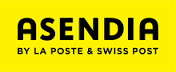 ASENDIA
BY LA POSTE & SWISS POST